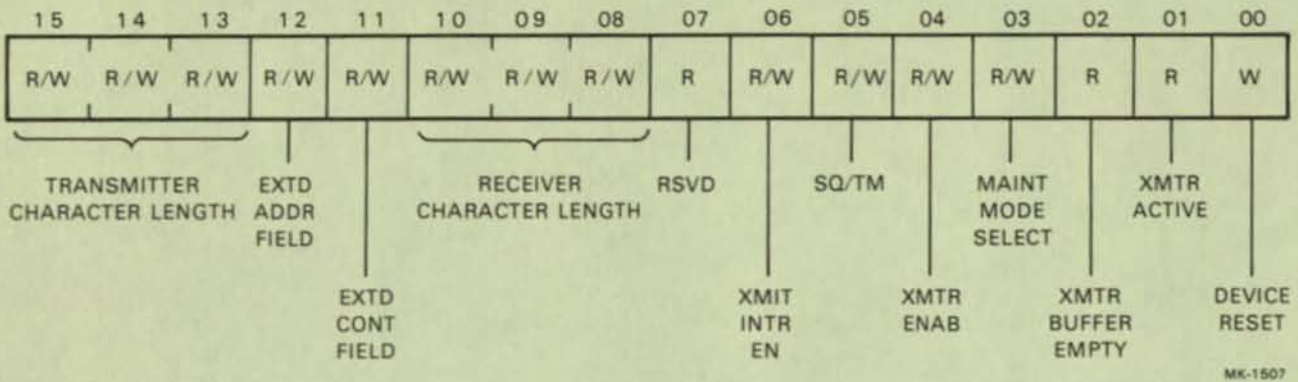 15 14 13 12 11 10 09 08 07 06 05 04 03 02 01 00
R/W R/W R/W R/W R/W R/W R/W R/W R R/W R/W R/W R/W R R W
TRANSMITTER EXTD RECEIVER RSVD SQ/TM MAINT XMTR
CHARACTER LENGTH ADDR CHARACTER LENGTH MODE ACTIVE
FIELD SELECT
EXTD XMIT XMTR XMTR DEVICE
CONT INTR ENAB BUFFER RESET
FIELD EN EMPTY
MK-1507